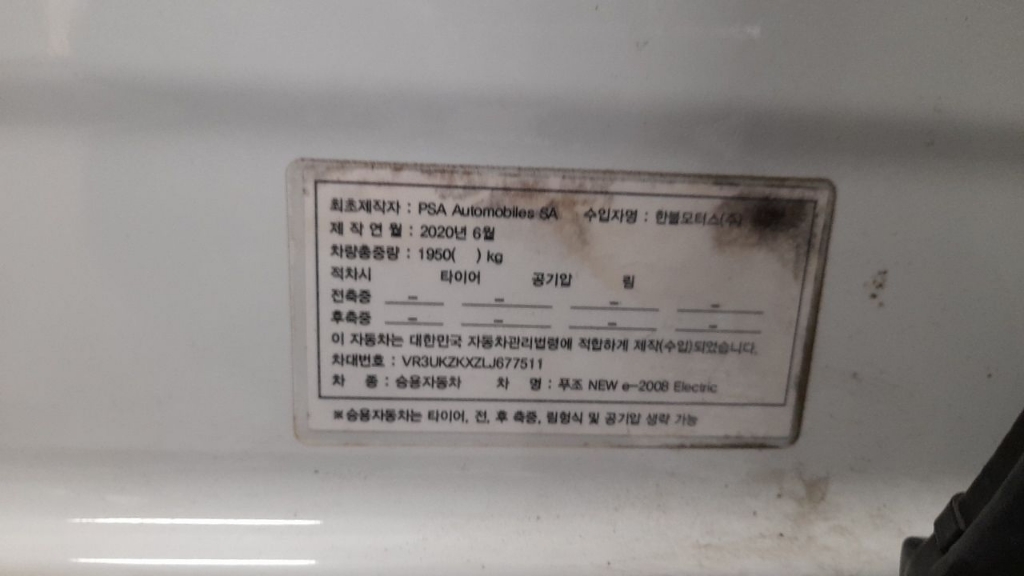 최초제작자 : PSA Automobiles SA 수입자명 : 한불모터스(주)
제 작 연 월 : 2020년 6월
차량총중량 : 1950( ) kg
적차시 타이어 공기압 림
전축중 – – – –
후축중 – – – –
이 자동차는 대한민국 자동차관리법령에 적합하게 제작(수입)되었습니다.
차대번호 : VR3UKZKXZLJ677511
차 종 : 승용자동차 차 명 : 푸조 NEW e-2008 Electric
※승용자동차는 타이어, 전, 후 축중, 림형식 및 공기압 생략 가능